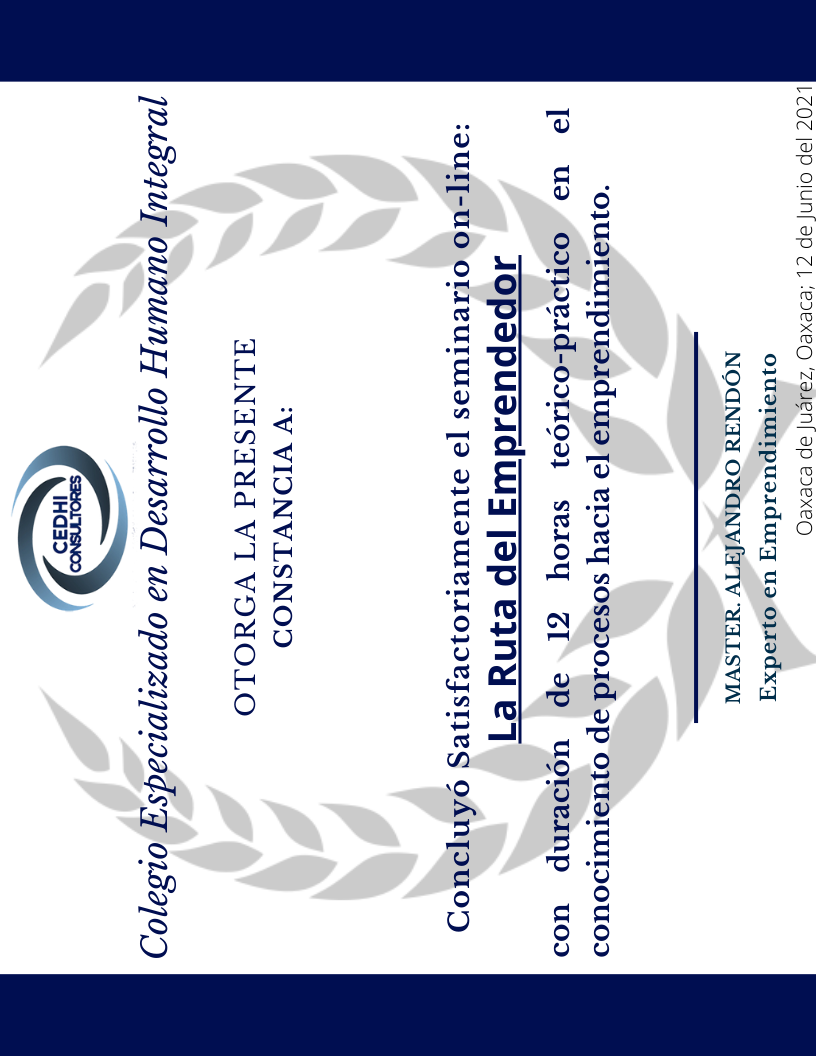 CEDHI
CONSULTORES
Colegio Especializado en Desarrollo Humano Integral
OTORGA LA PRESENTE
CONSTANCIA A:
Concluyó Satisfactoriamente el seminario on-line:
La Ruta del Emprendedor
con duración de 12 horas teórico-práctico en el
conocimiento de procesos hacia el emprendimiento.
MASTER. ALEJANDRO RENDÓN
Experto en Emprendimiento
Oaxaca de Juárez, Oaxaca; 12 de Junio del 2021